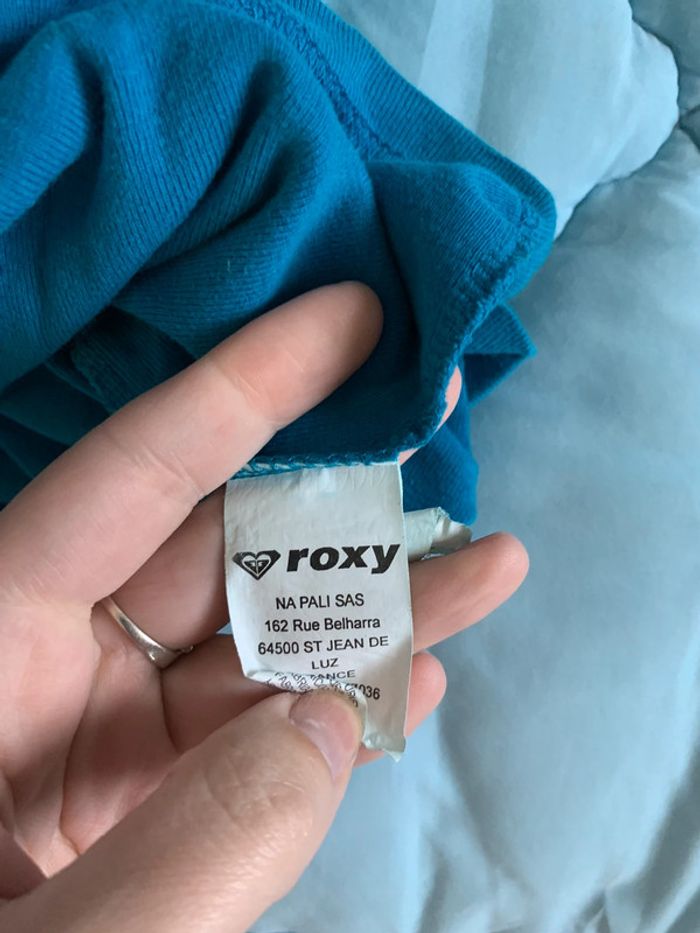 roxy
NA PALI SAS
162 Rue Belharra
64500 ST JEAN DE
LUZ